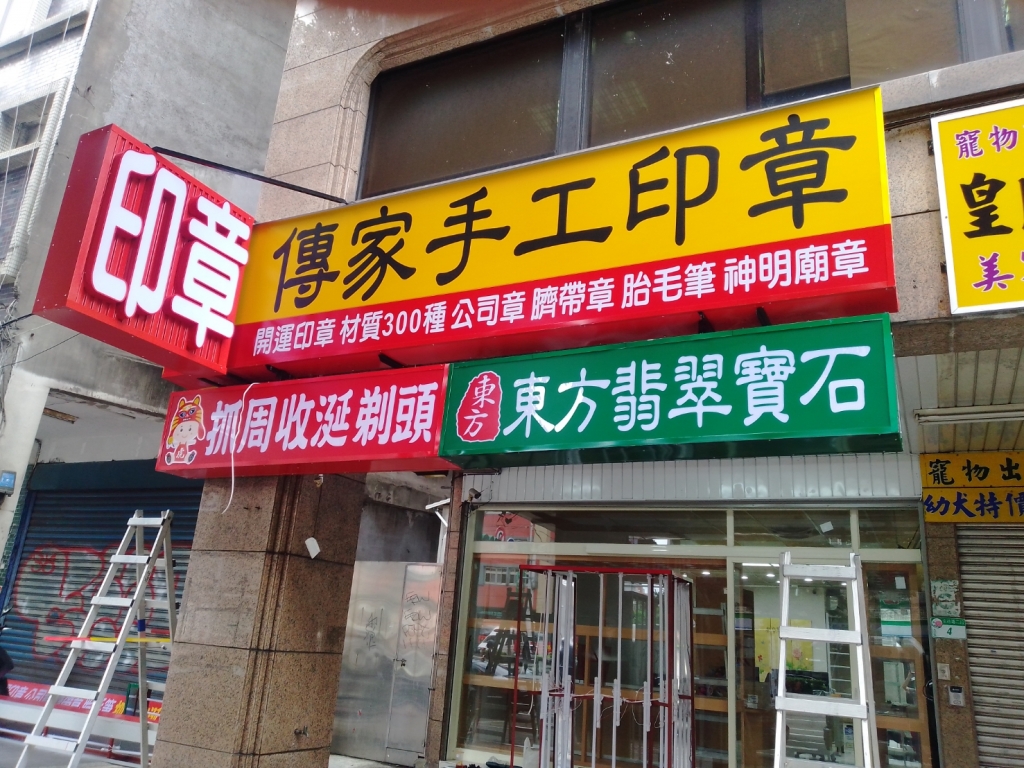 印章
傳家手工印章
開運印章 材質300種 公司章 臍帶章 胎毛筆 神明廟章
抓周收涎剃頭
東方
東方翡翠寶石
寵物
皇
美
寵物出
幼犬特價
4